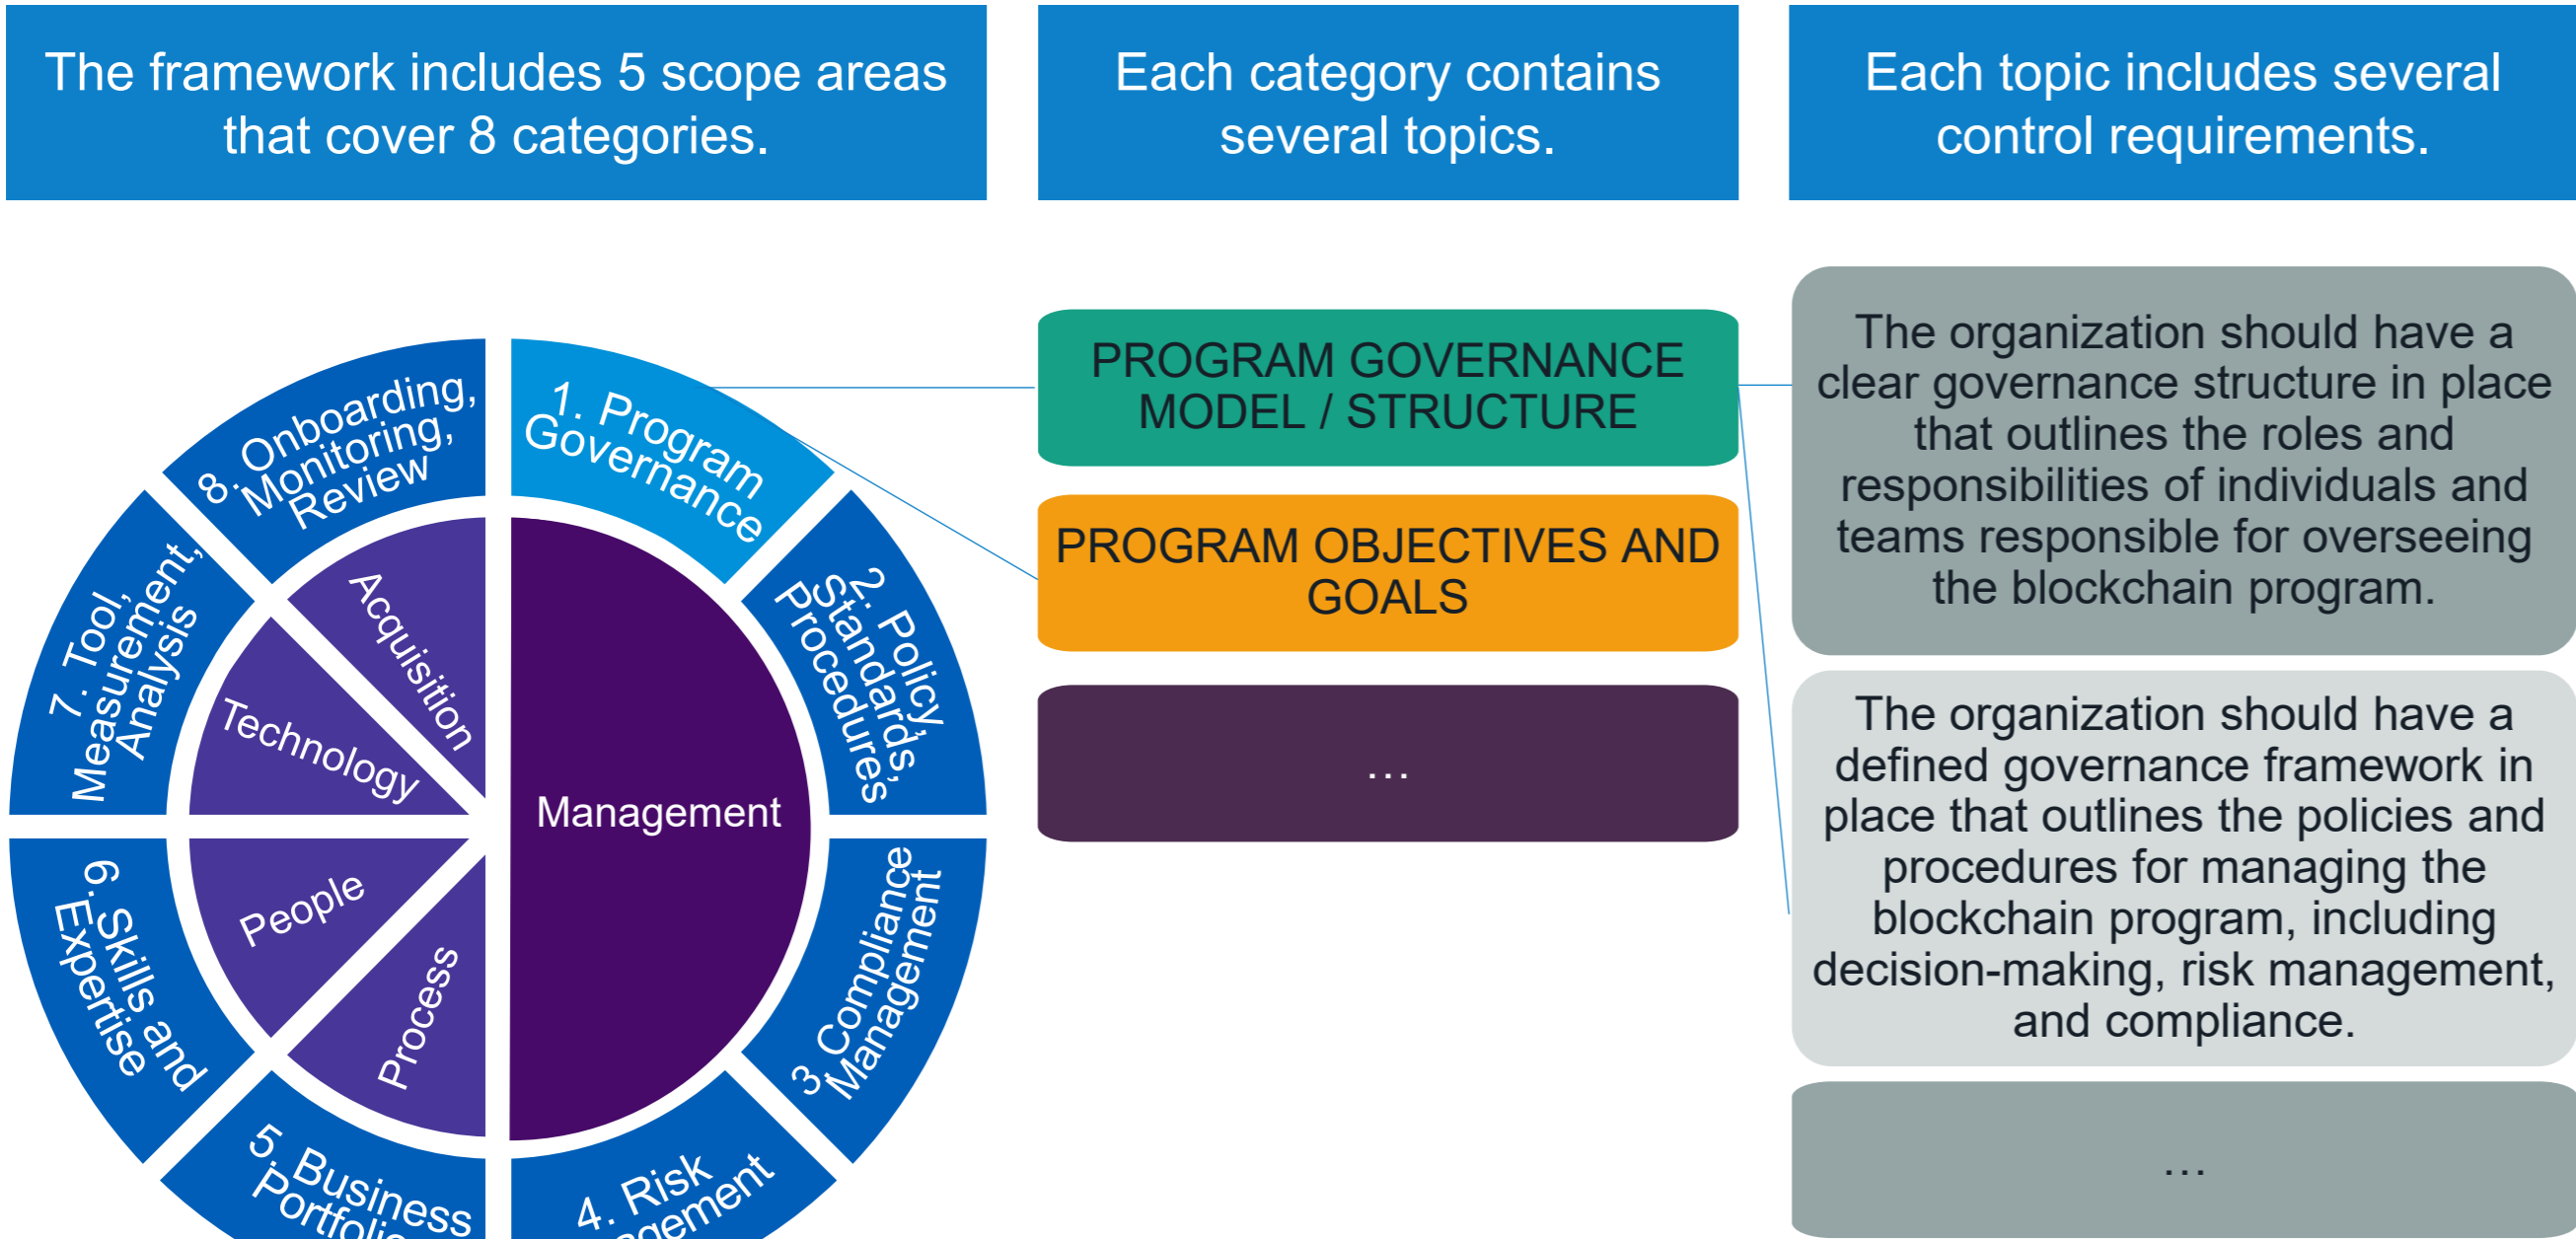 The framework includes 5 scope areas
that cover 8 categories.
Each category contains
several topics.
Each topic includes several
control requirements.
1. Program
Governance
2. Policy,
Standards,
Procedures
3. Compliance
Management
4. Risk
5. Business
6. Skills and
Expertise
7. Tool,
Measurement,
Analysis
8. Onboarding,
Monitoring,
Review
Management
Process
People
Technology
Acquisition
PROGRAM GOVERNANCE
MODEL / STRUCTURE
PROGRAM OBJECTIVES AND
GOALS
...
The organization should have a
clear governance structure in place
that outlines the roles and
responsibilities of individuals and
teams responsible for overseeing
the blockchain program.
The organization should have a
defined governance framework in
place that outlines the policies and
procedures for managing the
blockchain program, including
decision-making, risk management,
and compliance.
...